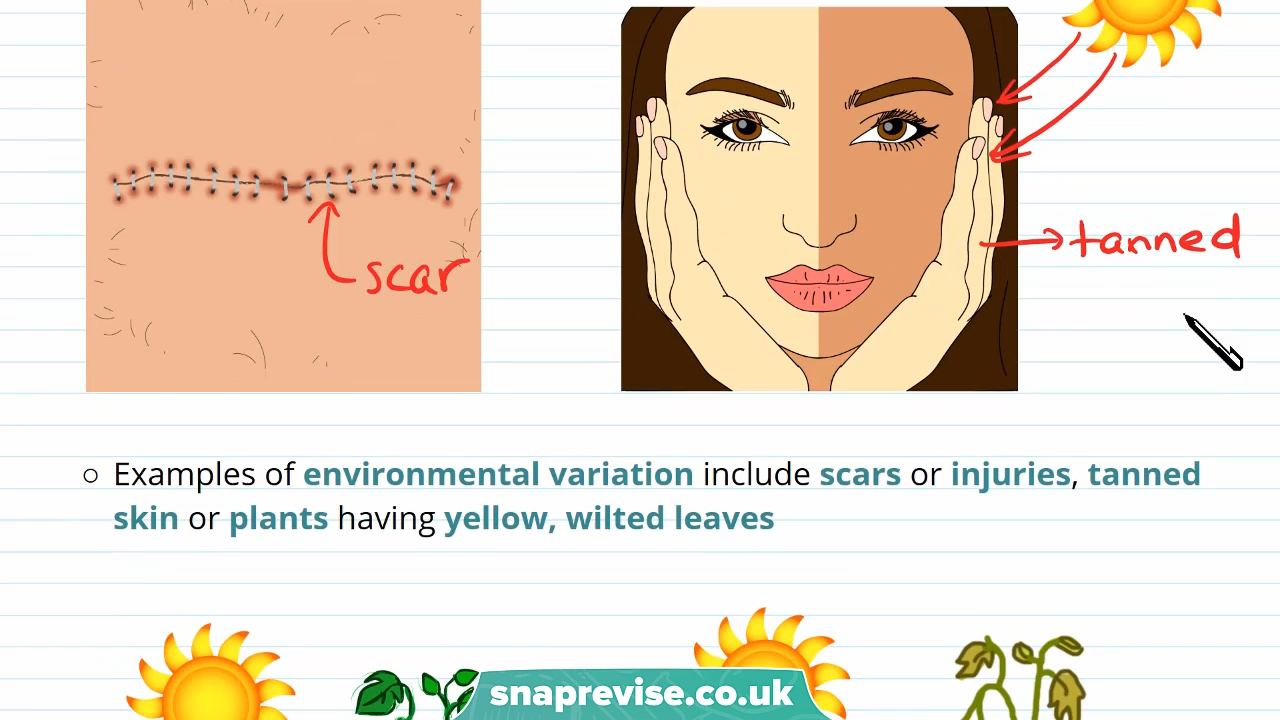 scar
tanned
Examples of environmental variation include scars or injuries, tanned
skin or plants having yellow, wilted leaves
snaprevise.co.uk